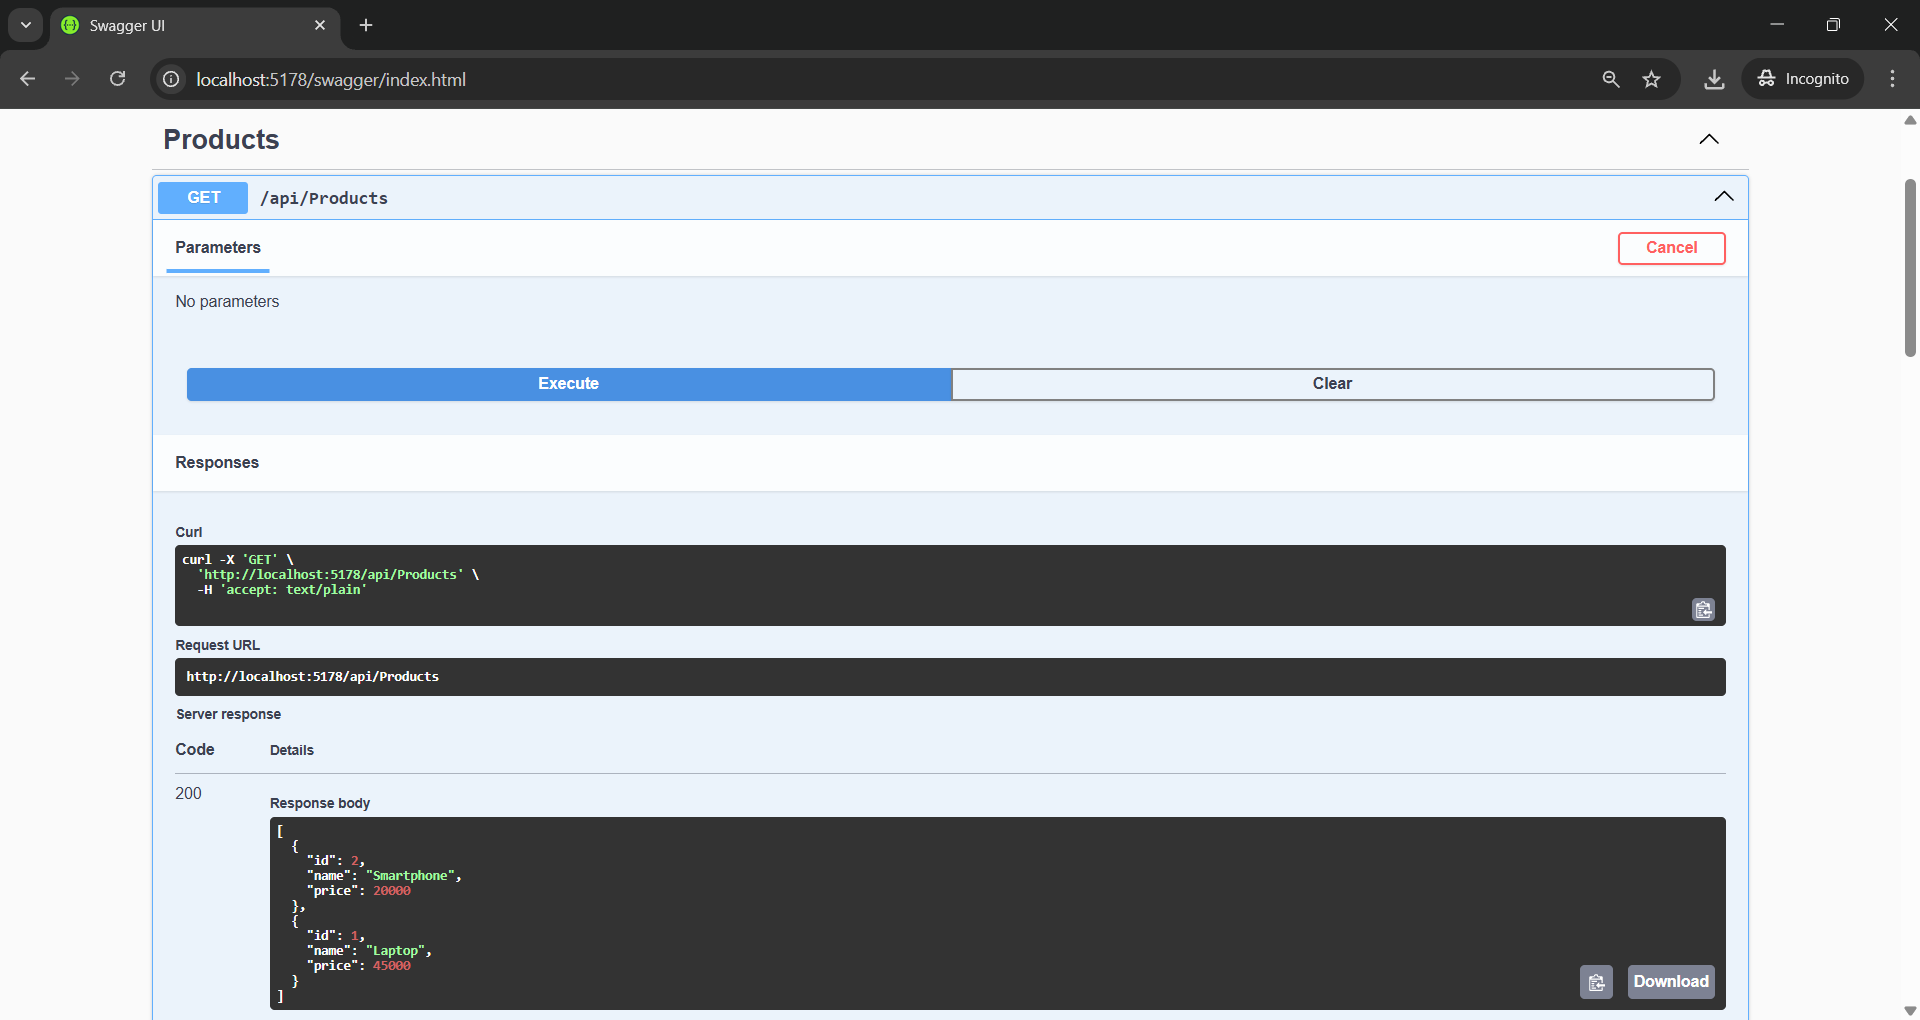 Swagger UI
localhost:5178/swagger/index.html
Incognito
Products
GET /api/Products
Parameters
Cancel
No parameters
Execute
Clear
Responses
Curl
curl -X 'GET' \
  'http://localhost:5178/api/Products' \
  -H 'accept: text/plain'
Request URL
http://localhost:5178/api/Products
Server response
Code Details
200
Response body
[
  {
    "id": 2,
    "name": "Smartphone",
    "price": 20000
  },
  {
    "id": 1,
    "name": "Laptop",
    "price": 45000
  }
]
Download